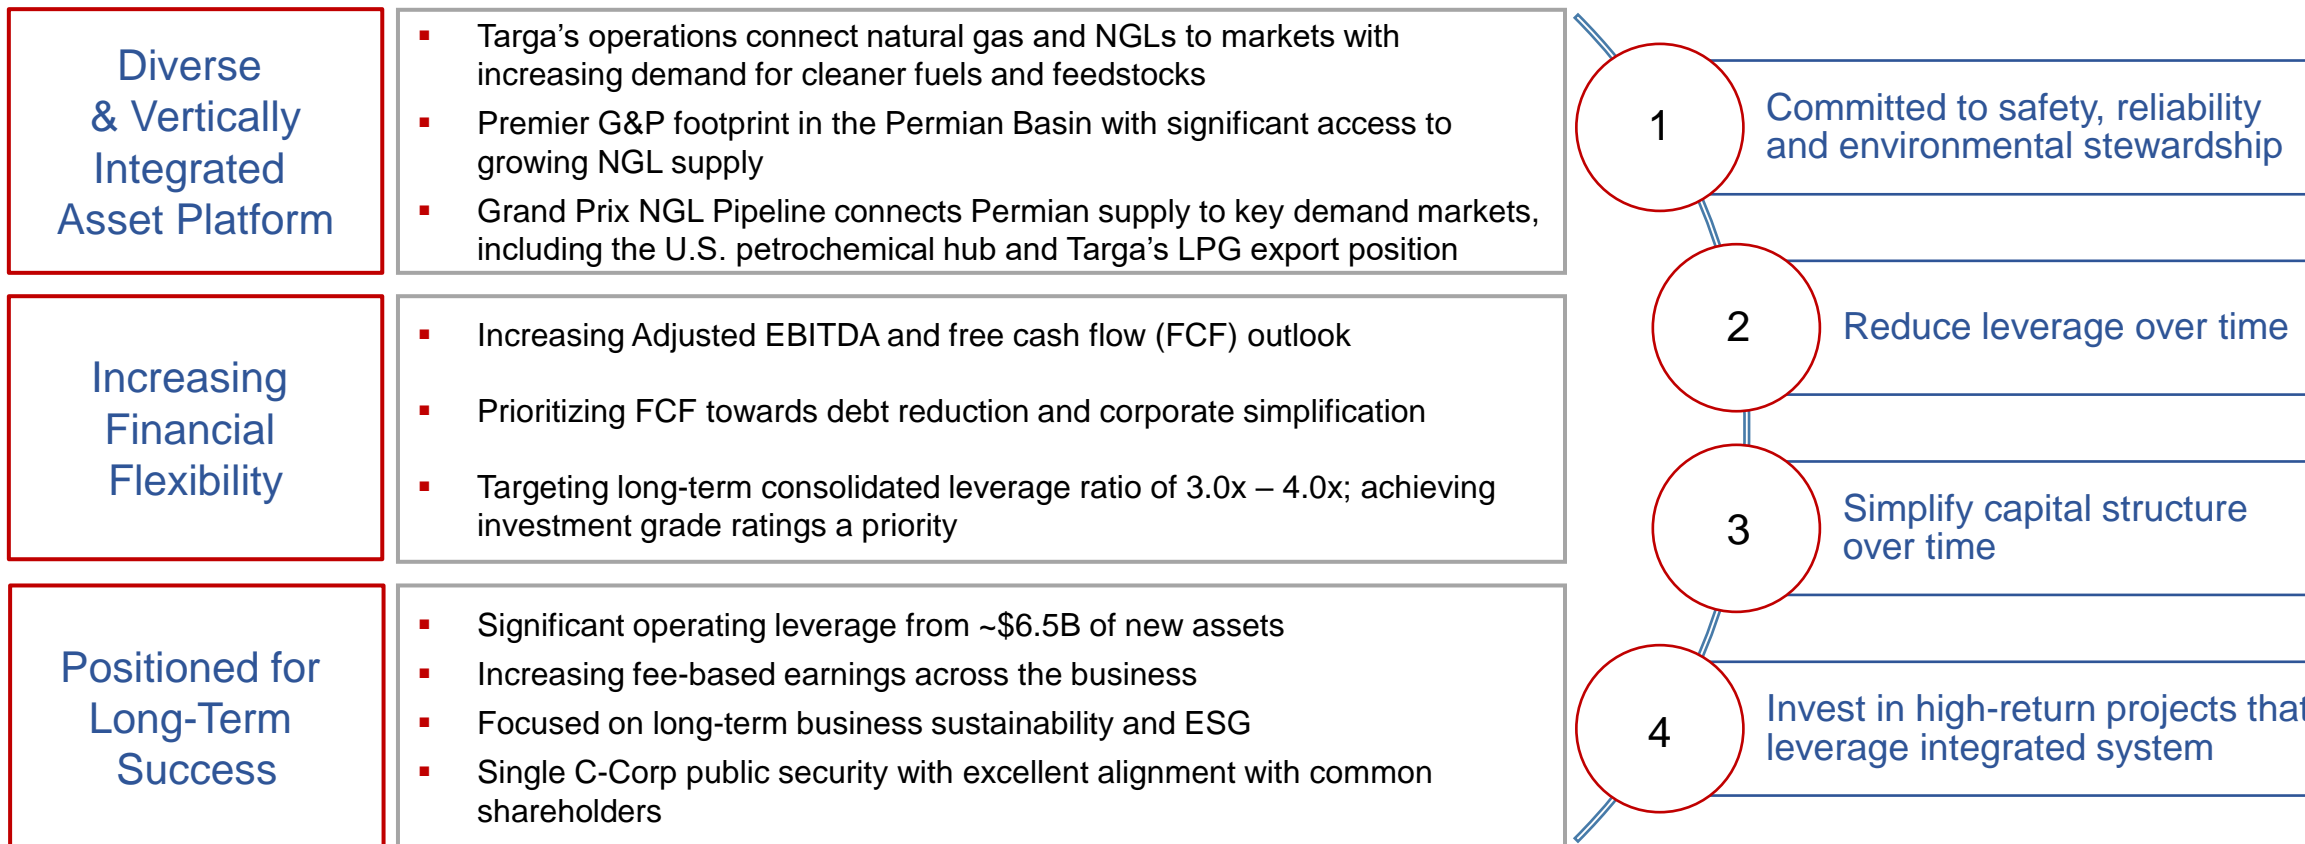 Diverse
& Vertically
Integrated
Asset Platform
▪ Targa’s operations connect natural gas and NGLs to markets with
increasing demand for cleaner fuels and feedstocks
▪ Premier G&P footprint in the Permian Basin with significant access to
growing NGL supply
▪ Grand Prix NGL Pipeline connects Permian supply to key demand markets,
including the U.S. petrochemical hub and Targa’s LPG export position
Increasing
Financial
Flexibility
▪ Increasing Adjusted EBITDA and free cash flow (FCF) outlook
▪ Prioritizing FCF towards debt reduction and corporate simplification
▪ Targeting long-term consolidated leverage ratio of 3.0x – 4.0x; achieving
investment grade ratings a priority
Positioned for
Long-Term
Success
▪ Significant operating leverage from ~$6.5B of new assets
▪ Increasing fee-based earnings across the business
▪ Focused on long-term business sustainability and ESG
▪ Single C-Corp public security with excellent alignment with common
shareholders
1
Committed to safety, reliability
and environmental stewardship
2
Reduce leverage over time
3
Simplify capital structure
over time
4
Invest in high-return projects that
leverage integrated system